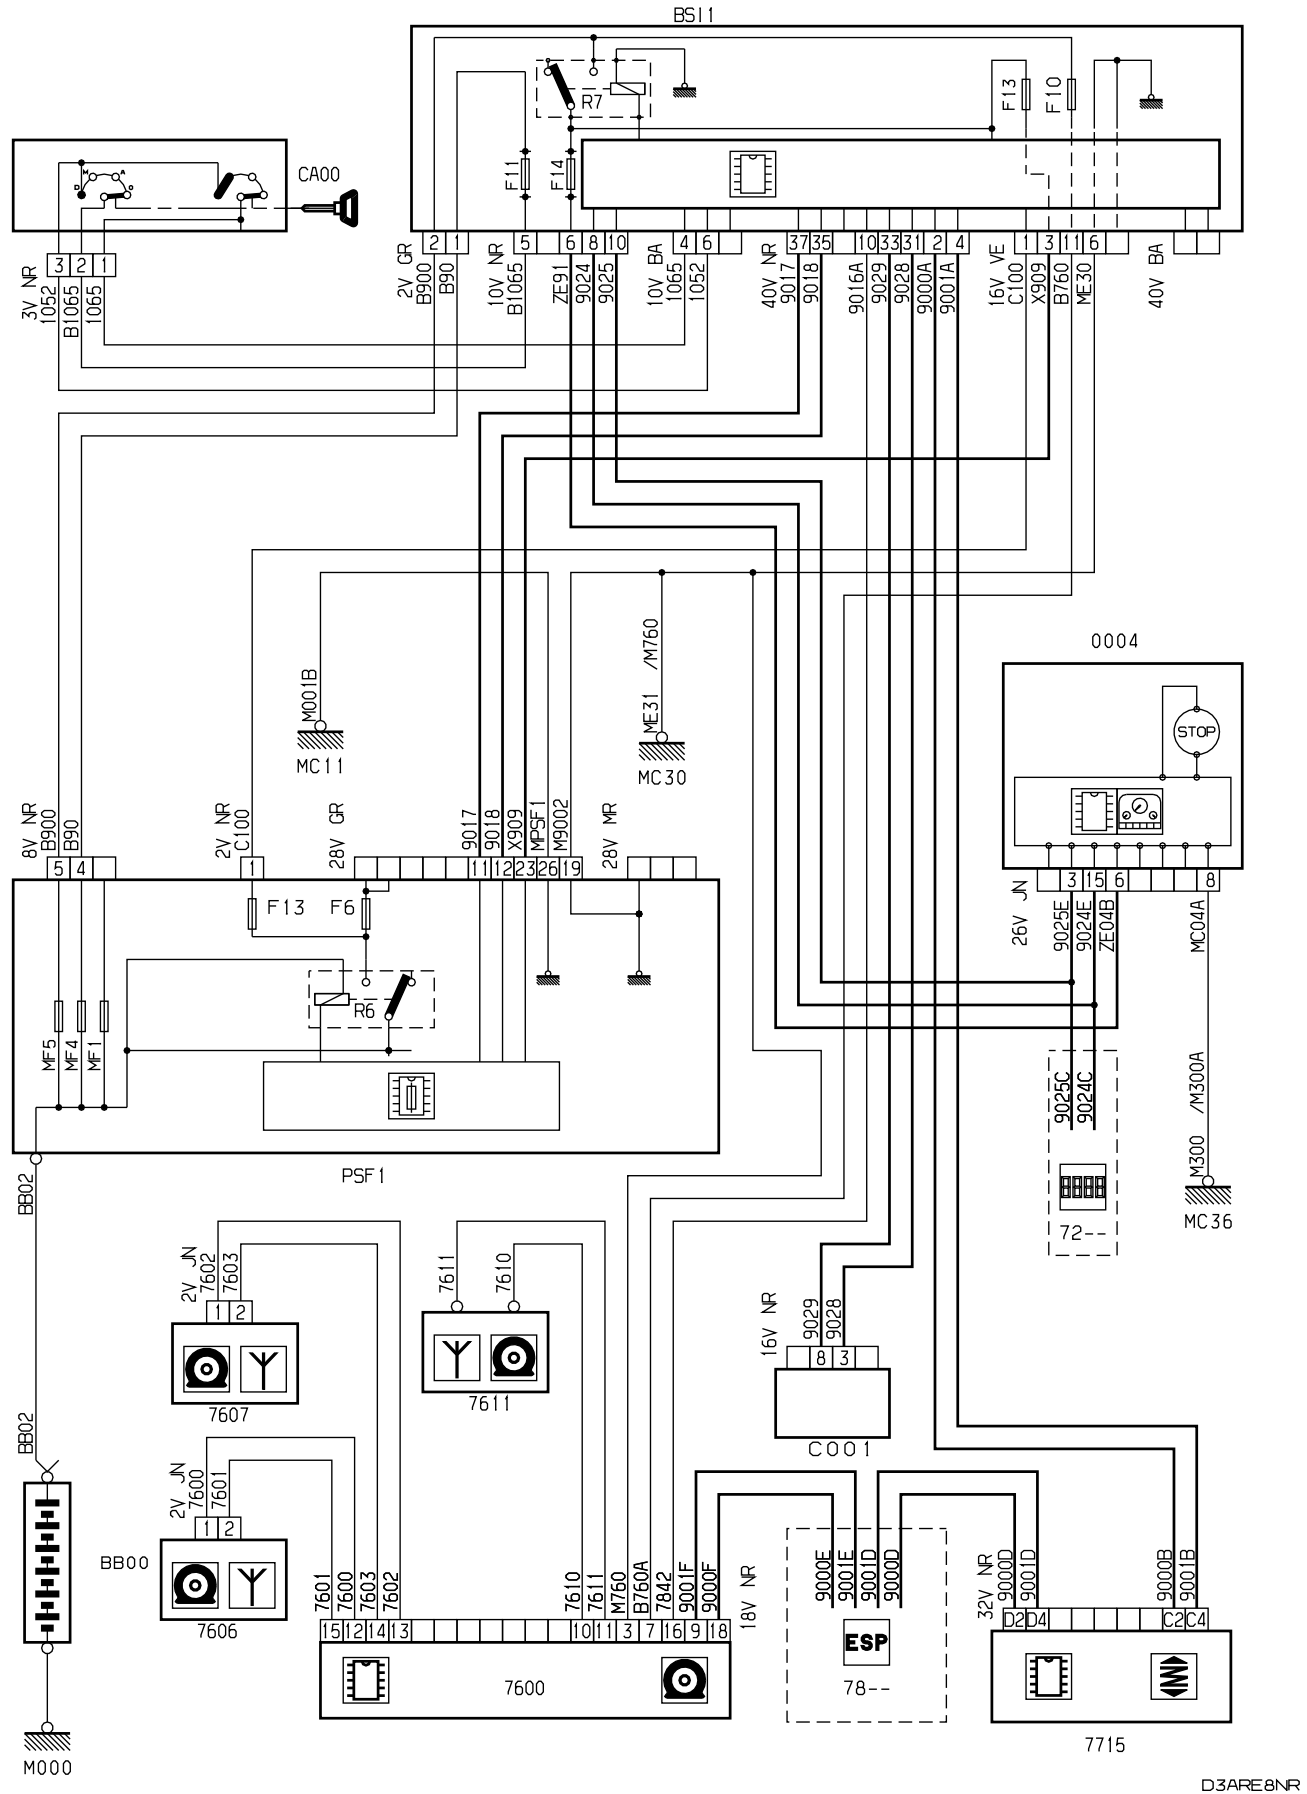 BSI1
R7
F13
F10
F11
F14
CA00
M
A
D
O
3 2 1
3V NR
1052
B1065
1065
2 1
5
6 8 10
4 6
37 35
10 33 31 2 4
1 3 11 6
2V GR
B900
B90
10V NR
B1065
ZE91
9024
9025
10V BA
1065
1052
40V NR
9017
9018
9016A
9029
9028
9000A
9001A
16V VE
C100
X909
B760
ME30
40V BA
0004
STOP
M001B
MC11
ME31 /M760
MC30
8V NR
B900
B90
2V NR
C100
28V GR
9017
9018
X909
MPSF1
M9002
28V MR
5 4
1
11 12 23 26 19
3 15 6
8
F13
F6
R6
MF5
MF4
MF1
26V JN
9025E
9024E
ZE04B
MC04A
9025C
9024C
M300 /M300A
72--
MC36
PSF1
BB02
2V JN
7602
7603
1 2
7607
7611
7610
7611
16V NR
9029
9028
8 3
C001
BB02
2V JN
7600
7601
1 2
7606
BB00
7601
7600
7603
7602
7610
7611
M760
B760A
7842
9001F
9000F
18V NR
15 12 14 13
10 11 3 7 16 9 18
7600
9000E
9001E
9001D
9000D
ESP
78--
32V NR
9000D
9001D
9000B
9001B
D2 D4
C2 C4
7715
M000
D3ARE8NR